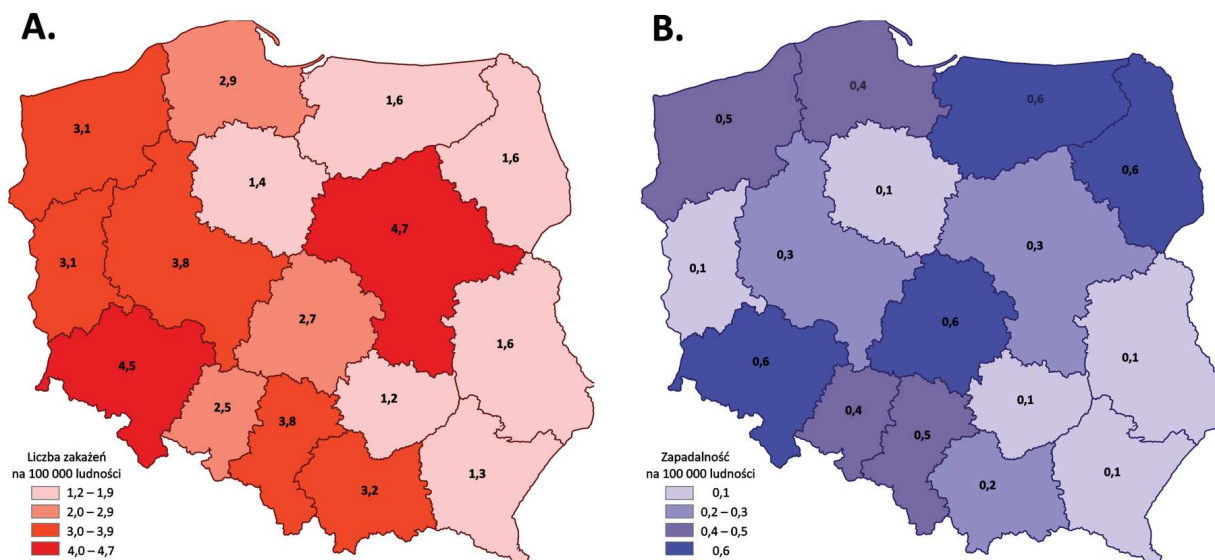 A.
2,9
1,6
3,1
1,6
1,4
4,7
3,1
3,8
2,7
1,6
4,5
1,2
2,5
3,8
1,3
3,2
Liczba zakażeń
na 100 000 ludności
1,2 – 1,9
2,0 – 2,9
3,0 – 3,9
4,0 – 4,7
B.
0,4
0,6
0,5
0,6
0,1
0,3
0,3
0,1
0,6
0,1
0,6
0,1
0,4
0,5
0,1
0,2
Zapadalność
na 100 000 ludności
0,1
0,2 – 0,3
0,4 – 0,5
0,6